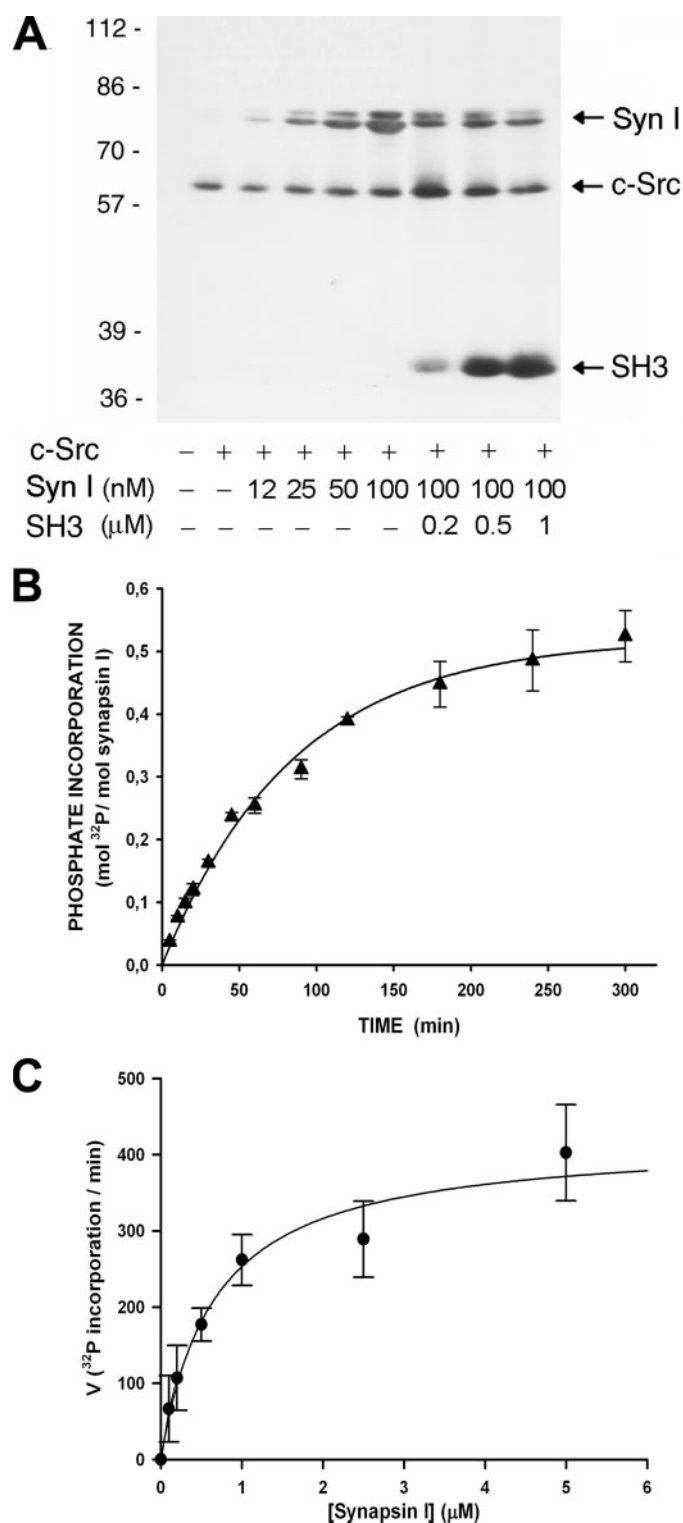 A
112 -
86 -
70 -
57 -
39 -
36 -
Syn I
c-Src
SH3
c-Src – + + + + + + + +
Syn I (nM) – – 12 25 50 100 100 100 100
SH3 (μM) – – – – – – 0.2 0.5 1
B
PHOSPHATE INCORPORATION
(mol 32P/ mol synapsin I)
0,6
0,5
0,4
0,3
0,2
0,1
0,0
0 50 100 150 200 250 300
TIME (min)
C
V (32P incorporation / min)
500
400
300
200
100
0
0 1 2 3 4 5 6
[Synapsin I] (μM)